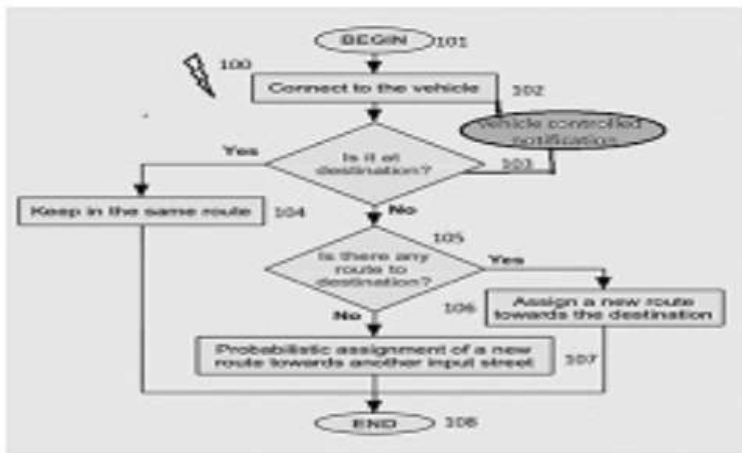 BEGIN
101
100
Connect to the vehicle
102
vehicle controlled
notification
Yes
Is it at
destination?
103
Keep in the same route
104
No
105
Is there any
route to
destination?
Yes
106
Assign a new route
towards the destination
No
Probabilistic assignment of a new
route towards another input street
107
END
108